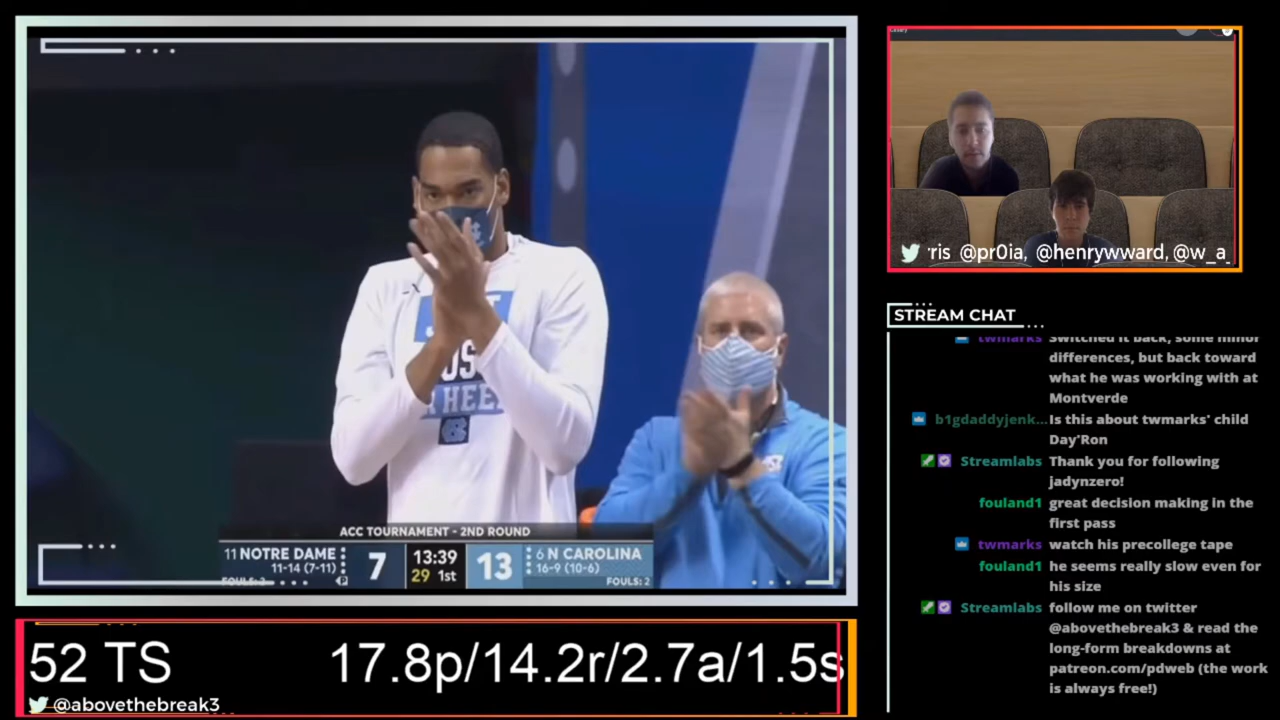 ACC TOURNAMENT - 2ND ROUND
11 NOTRE DAME
11-14 (7-11)
7
13:39
29 1st
13
6 N CAROLINA
16-9 (10-6)
FOULS: 2
52 TS 17.8p/14.2r/2.7a/1.5s
@abovethebreak3
ris @pr0ia, @henrywward, @w_a_
STREAM CHAT
twmarks Switched it back, some minor
differences, but back toward
what he was working with at
Montverde
b1gdaddyjenk... Is this about twmarks' child
Day'Ron
Streamlabs Thank you for following
jadynzero!
fouland1 great decision making in the
first pass
twmarks watch his precollege tape
fouland1 he seems really slow even for
his size
Streamlabs follow me on twitter
@abovethebreak3 & read the
long-form breakdowns at
patreon.com/pdweb (the work
is always free!)